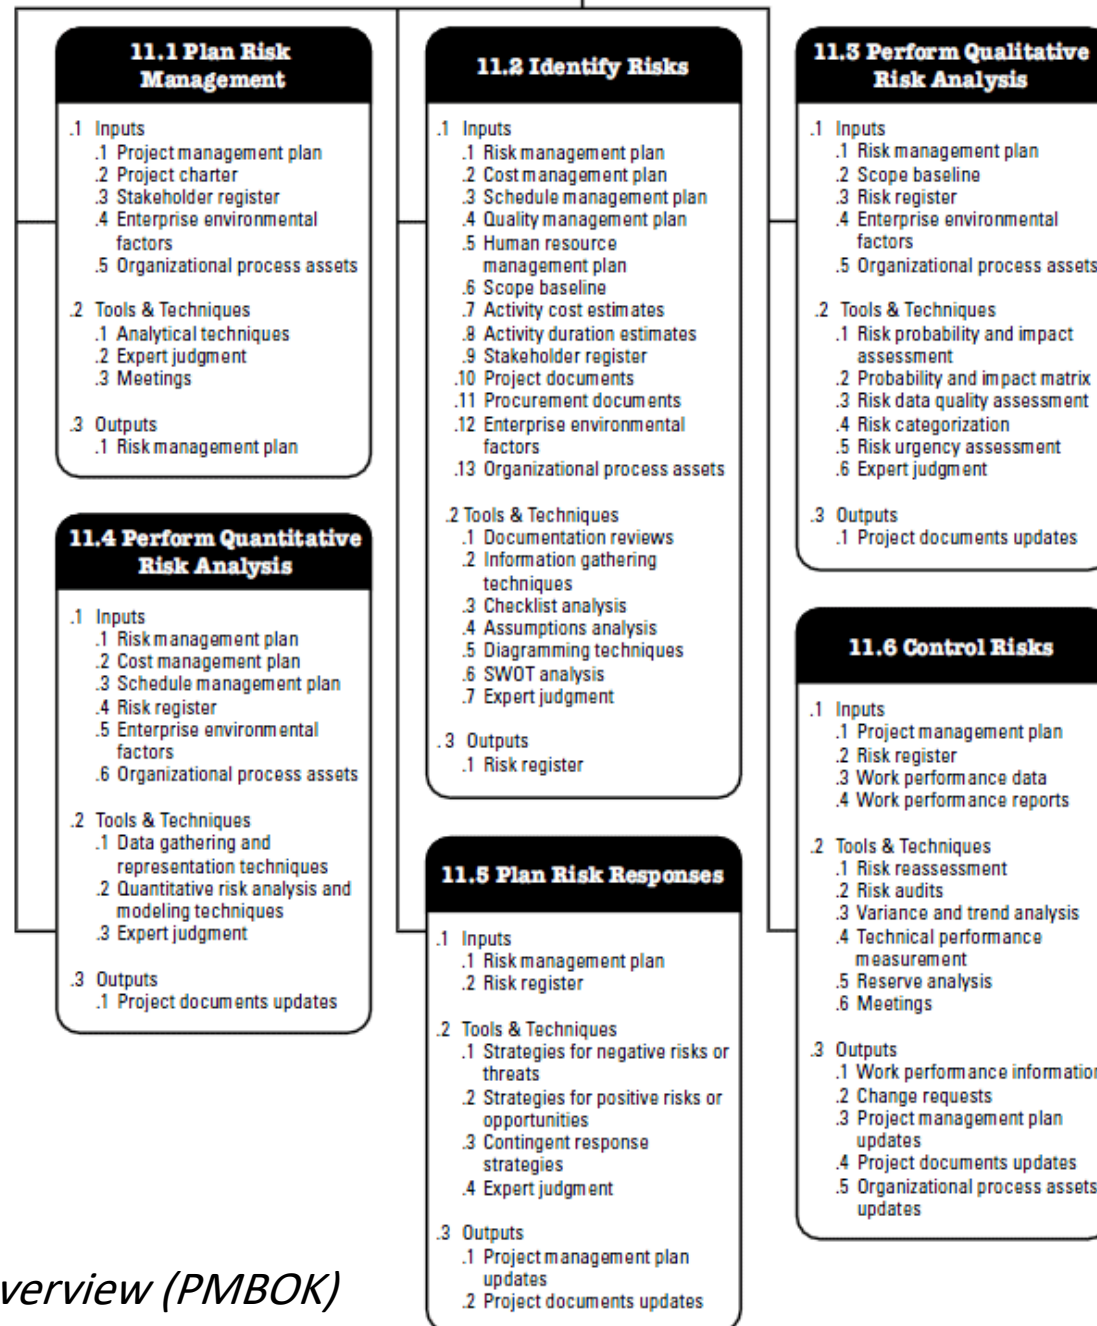 11.1 Plan Risk
Management
.1 Inputs
.1 Project management plan
.2 Project charter
.3 Stakeholder register
.4 Enterprise environmental
factors
.5 Organizational process assets
.2 Tools & Techniques
.1 Analytical techniques
.2 Expert judgment
.3 Meetings
.3 Outputs
.1 Risk management plan
11.2 Identify Risks
.1 Inputs
.1 Risk management plan
.2 Cost management plan
.3 Schedule management plan
.4 Quality management plan
.5 Human resource
management plan
.6 Scope baseline
.7 Activity cost estimates
.8 Activity duration estimates
.9 Stakeholder register
.10 Project documents
.11 Procurement documents
.12 Enterprise environmental
factors
.13 Organizational process assets
.2 Tools & Techniques
.1 Documentation reviews
.2 Information gathering
techniques
.3 Checklist analysis
.4 Assumptions analysis
.5 Diagramming techniques
.6 SWOT analysis
.7 Expert judgment
.3 Outputs
.1 Risk register
11.3 Perform Qualitative
Risk Analysis
.1 Inputs
.1 Risk management plan
.2 Scope baseline
.3 Risk register
.4 Enterprise environmental
factors
.5 Organizational process assets
.2 Tools & Techniques
.1 Risk probability and impact
assessment
.2 Probability and impact matrix
.3 Risk data quality assessment
.4 Risk categorization
.5 Risk urgency assessment
.6 Expert judgment
.3 Outputs
.1 Project documents updates
11.4 Perform Quantitative
Risk Analysis
.1 Inputs
.1 Risk management plan
.2 Cost management plan
.3 Schedule management plan
.4 Risk register
.5 Enterprise environmental
factors
.6 Organizational process assets
.2 Tools & Techniques
.1 Data gathering and
representation techniques
.2 Quantitative risk analysis and
modeling techniques
.3 Expert judgment
.3 Outputs
.1 Project documents updates
11.5 Plan Risk Responses
.1 Inputs
.1 Risk management plan
.2 Risk register
.2 Tools & Techniques
.1 Strategies for negative risks or
threats
.2 Strategies for positive risks or
opportunities
.3 Contingent response
strategies
.4 Expert judgment
.3 Outputs
.1 Project management plan
updates
.2 Project documents updates
11.6 Control Risks
.1 Inputs
.1 Project management plan
.2 Risk register
.3 Work performance data
.4 Work performance reports
.2 Tools & Techniques
.1 Risk reassessment
.2 Risk audits
.3 Variance and trend analysis
.4 Technical performance
measurement
.5 Reserve analysis
.6 Meetings
.3 Outputs
.1 Work performance information
.2 Change requests
.3 Project management plan
updates
.4 Project documents updates
.5 Organizational process assets
updates
verview (PMBOK)